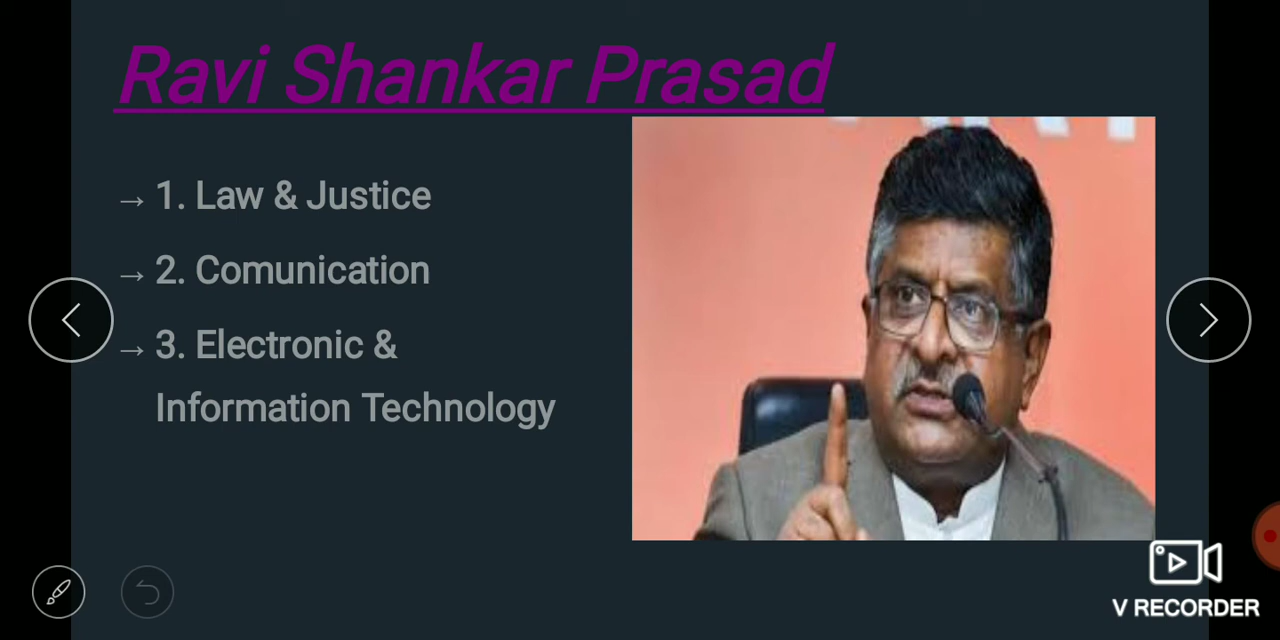 Ravi Shankar Prasad
→ 1. Law & Justice
→ 2. Comunication
→ 3. Electronic &
Information Technology
V RECORDER